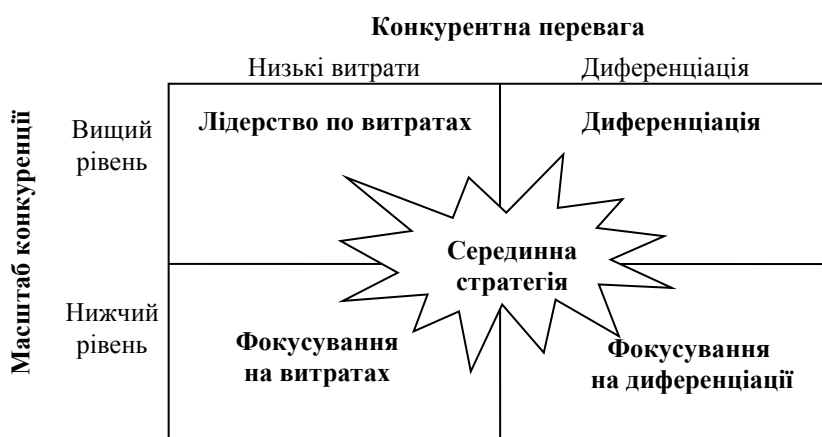 Конкурентна перевага
Низькі витрати
Диференціація
Масштаб конкуренції
Вищий
рівень
Лідерство по витратах
Диференціація
Серединна
стратегія
Нижчий
рівень
Фокусування
на витратах
Фокусування
на диференціації